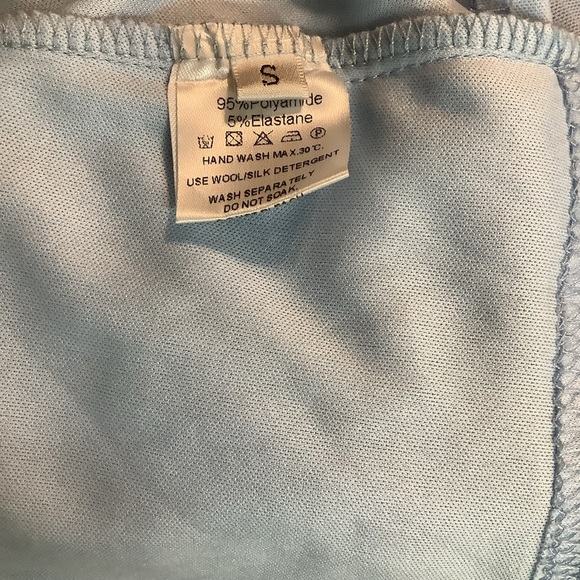 S
95%Polyamide
5%Elastane
HAND WASH MAX.30℃.
USE WOOL/SILK DETERGENT
WASH SEPARATELY
DO NOT SOAK.